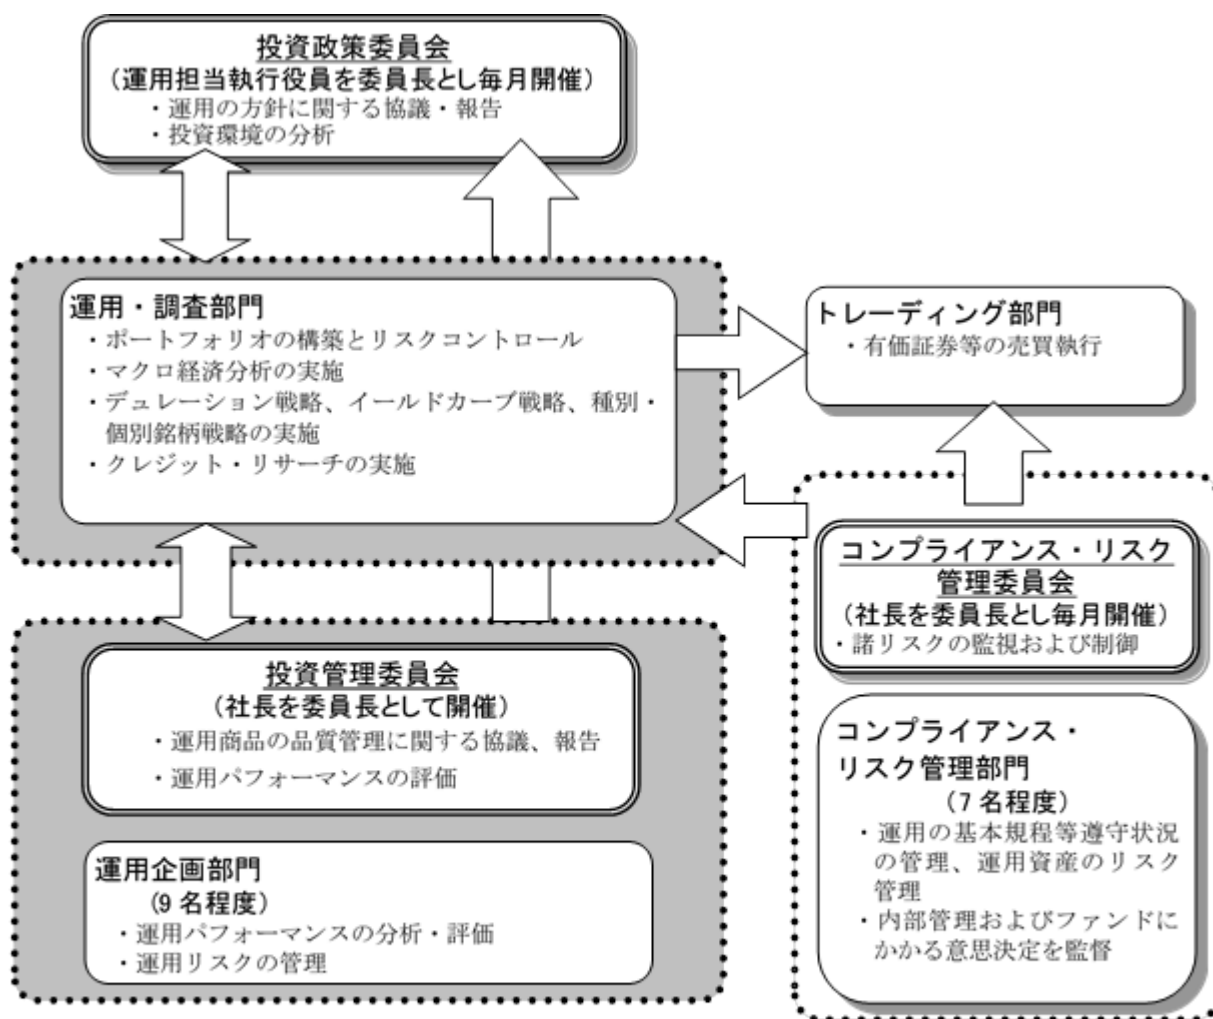 投資政策委員会
(運用担当執行役員を委員長とし毎月開催)
・運用の方針に関する協議・報告
・投資環境の分析
運用・調査部門
・ポートフォリオの構築とリスクコントロール
・マクロ経済分析の実施
・デュレーション戦略、イールドカーブ戦略、種別・
個別銘柄戦略の実施
・クレジット・リサーチの実施
トレーディング部門
・有価証券等の売買執行
コンプライアンス・リスク
管理委員会
(社長を委員長とし毎月開催)
・諸リスクの監視および制御
投資管理委員会
(社長を委員長として開催)
・運用商品の品質管理に関する協議、報告
・運用パフォーマンスの評価
運用企画部門
(9 名程度)
・運用パフォーマンスの分析・評価
・運用リスクの管理
コンプライアンス・
リスク管理部門
(7 名程度)
・運用の基本規程等遵守状況
の管理、運用資産のリスク
管理
・内部管理およびファンドに
かかる意思決定を監督